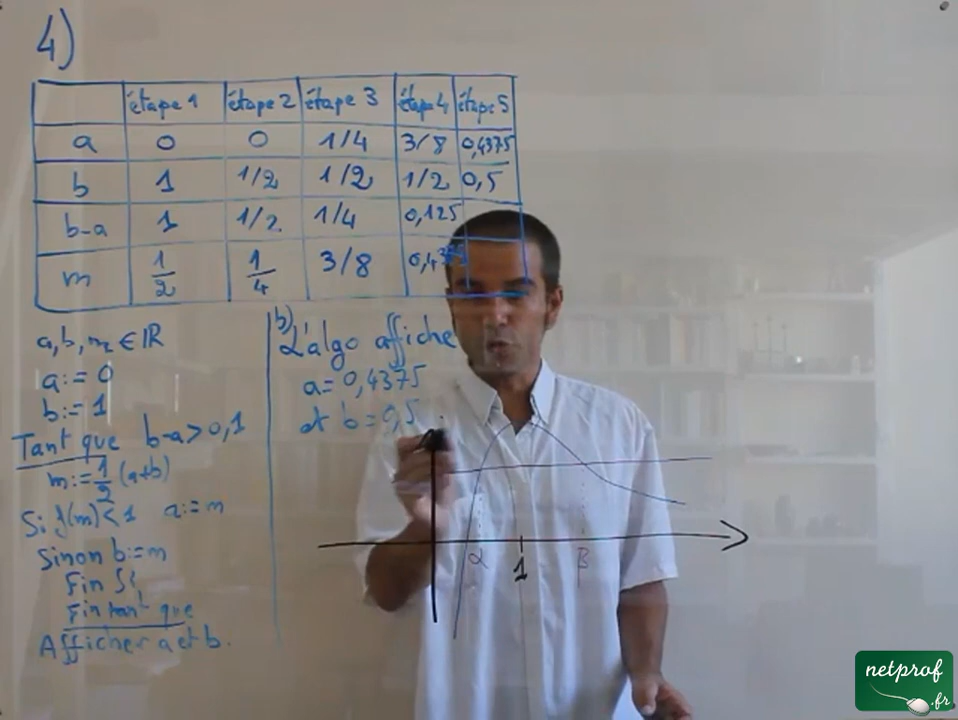 4)
étape 1 étape 2 étape 3 étape 4 étape 5
a 0 0 1/4 3/8 0,4375
b 1 1/2 1/2 1/2 0,5
b-a 1 1/2 1/4 0,125
m 1/2 1/4 3/8 0,4375
a, b, m ∈ IR
a := 0
b := 1
Tant que b-a > 0,1
m := 1/2 (a+b)
Si f(m) < 1 a := m
Sinon b := m
Fin Si
Fin tant que
Afficher a et b.
b)
L'algo affiche
a = 0,4375
et b = 0,5.
α 1 β
netprof
.fr